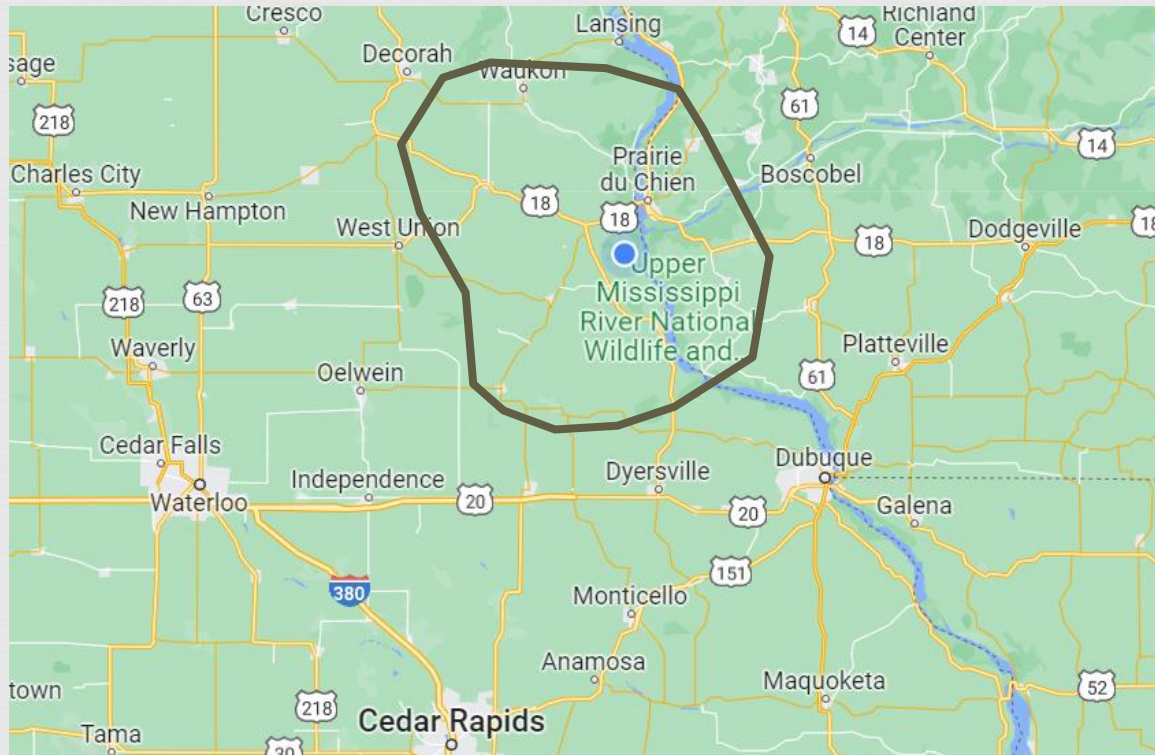 Cresco
Lansing
Richland
Center
14
Decorah
sage
Waukon
218
61
14
Prairie
du Chien
Charles City
Boscobel
New Hampton
18
18
West Union
18
Dodgeville
18
Upper
Mississippi
River National
Wildlife and...
218
63
Waverly
Platteville
Oelwein
61
Cedar Falls
Dubuque
Independence
Dyersville
Waterloo
20
20
Galena
151
380
Monticello
Anamosa
Maquoketa
52
town
218
Cedar Rapids
Tama
30